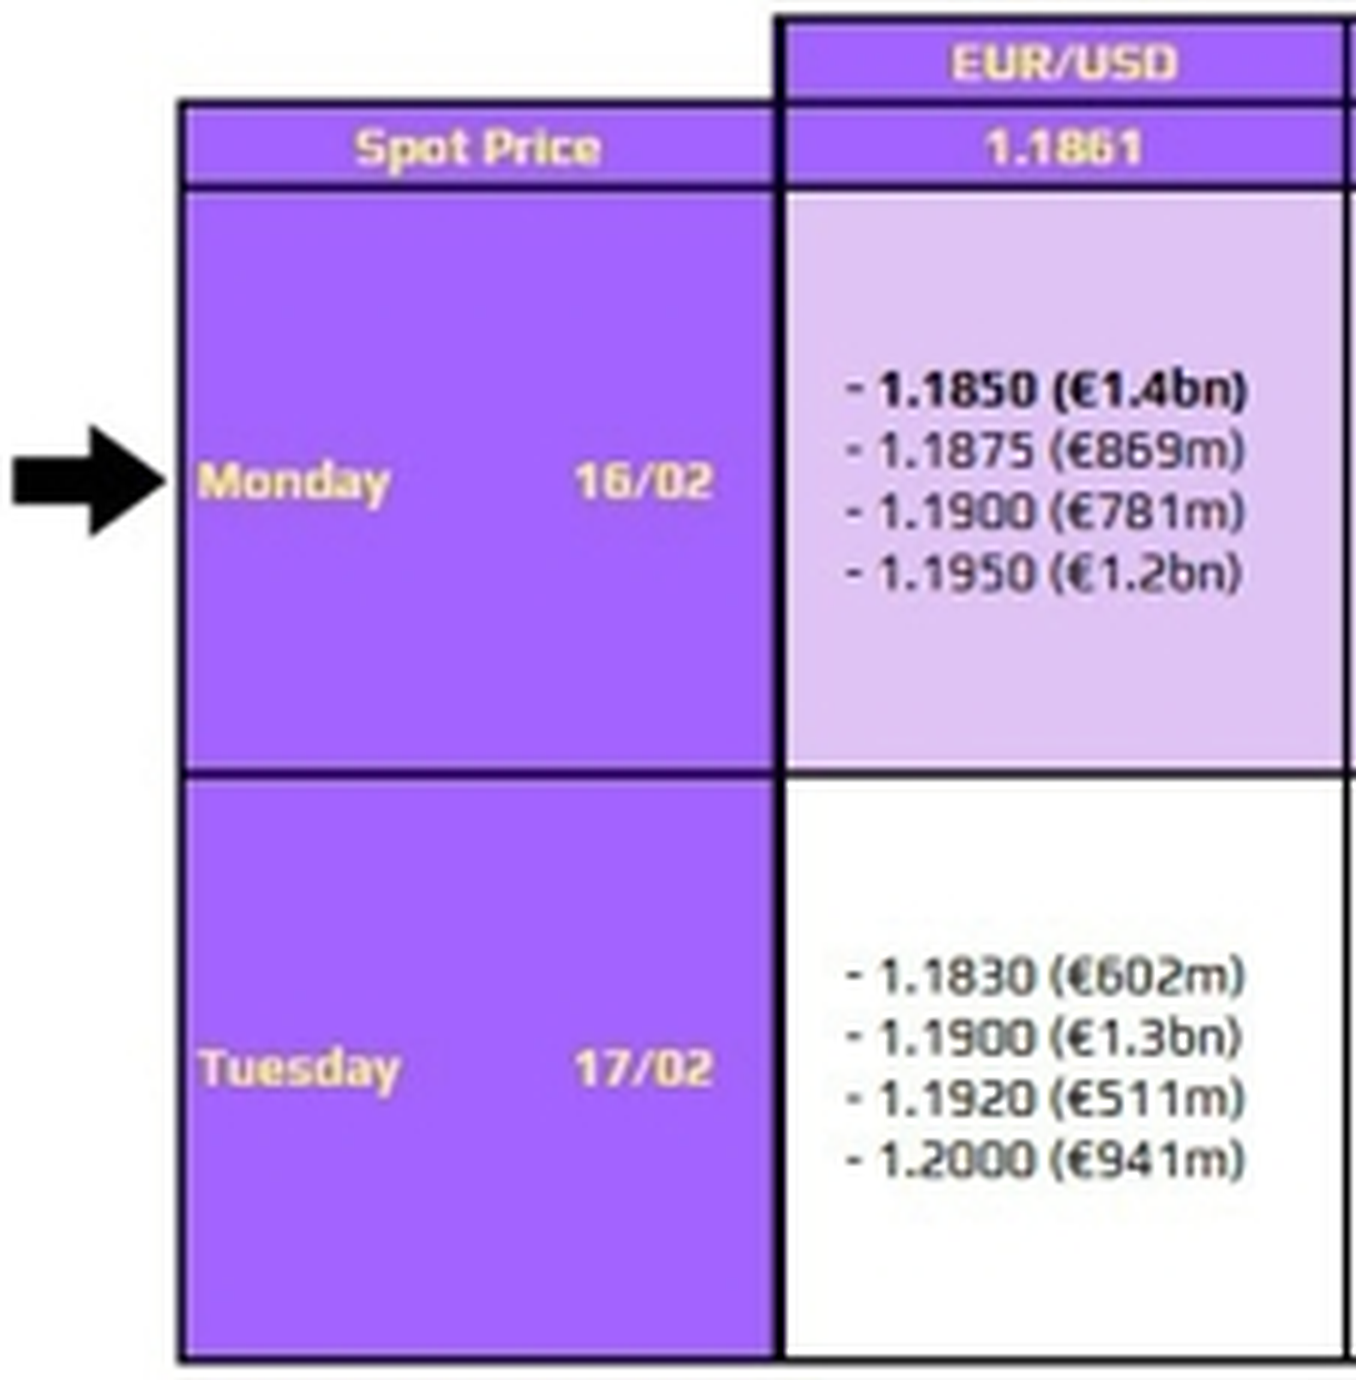 EUR/USD
Spot Price 1.1861
Monday 16/02
- 1.1850 (€1.4bn)
- 1.1875 (€869m)
- 1.1900 (€781m)
- 1.1950 (€1.2bn)
Tuesday 17/02
- 1.1830 (€602m)
- 1.1900 (€1.3bn)
- 1.1920 (€511m)
- 1.2000 (€941m)